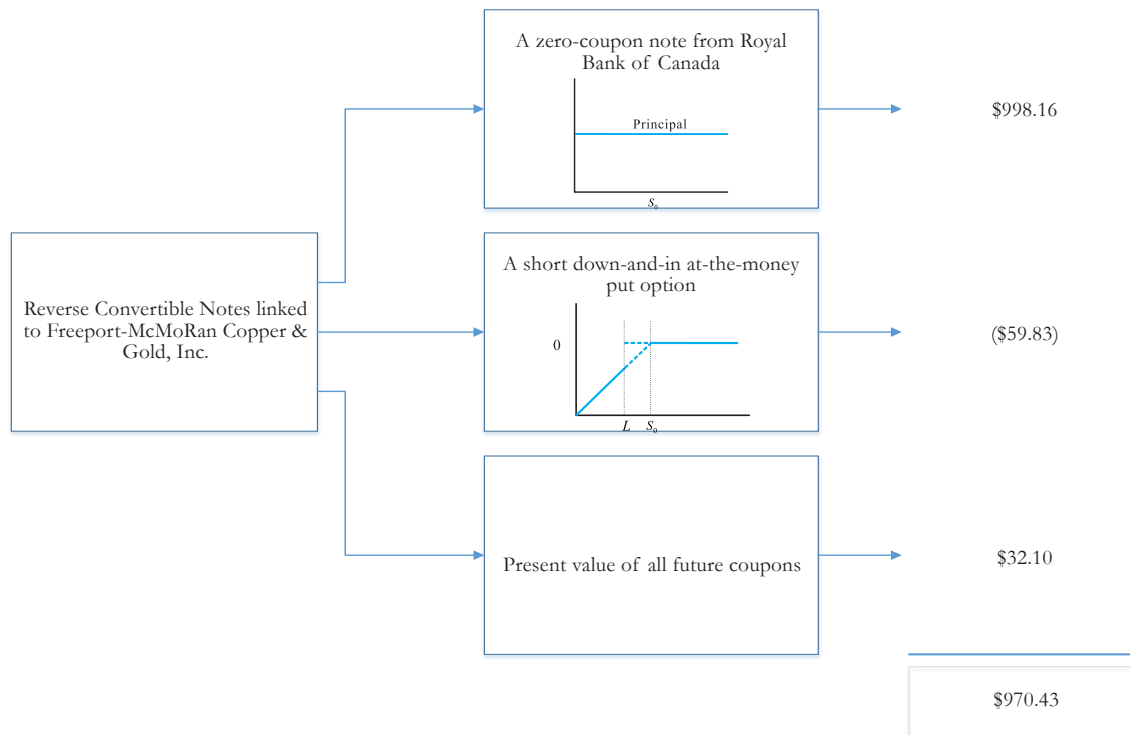 A zero-coupon note from Royal
Bank of Canada
Principal
S₀
$998.16
Reverse Convertible Notes linked
to Freeport-McMoRan Copper &
Gold, Inc.
A short down-and-in at-the-money
put option
0
L S₀
($59.83)
Present value of all future coupons
$32.10
$970.43